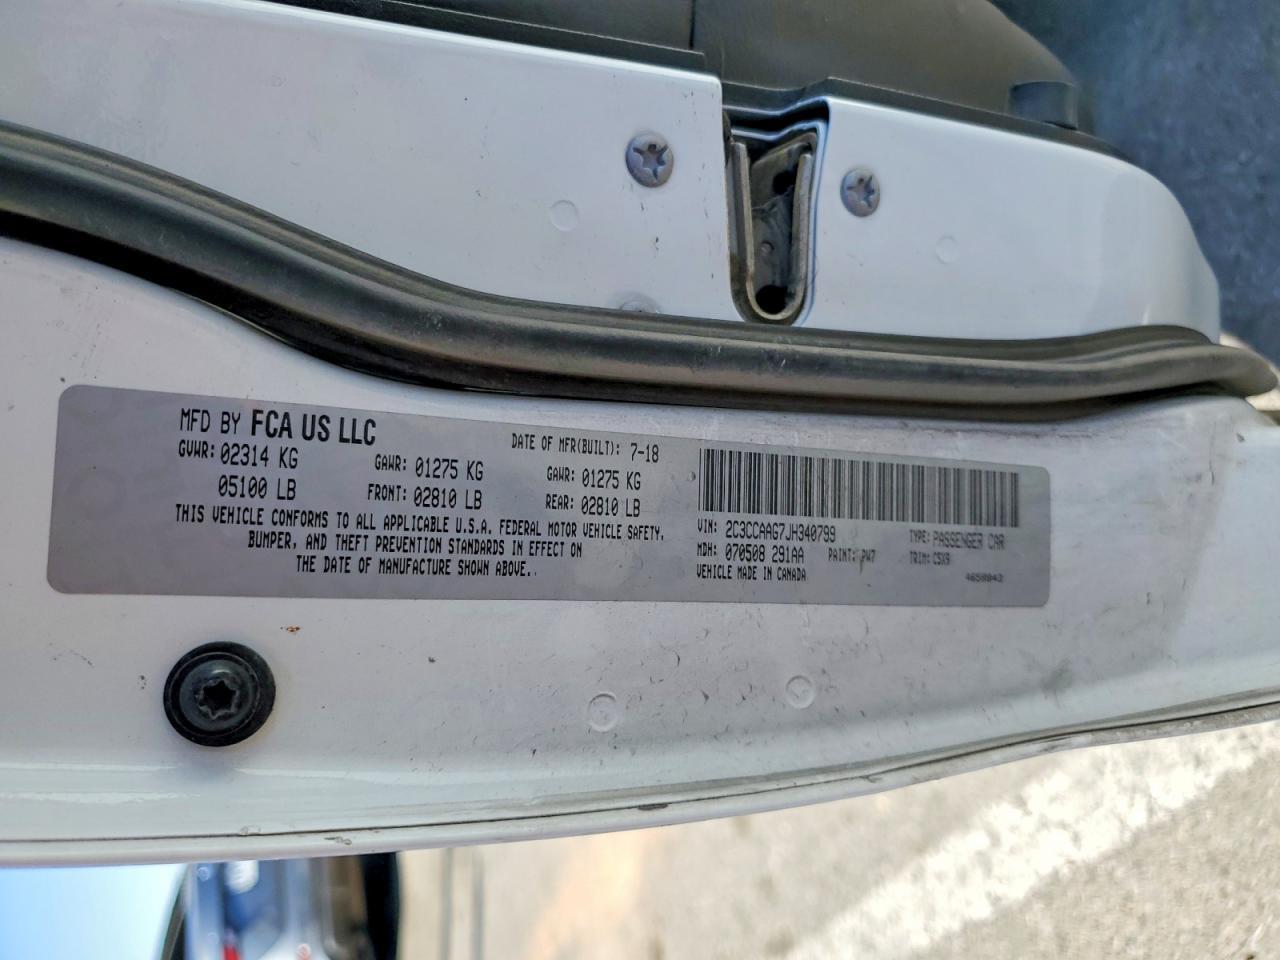 MFD BY FCA US LLC
DATE OF MFR(BUILT): 7-18
GVWR: 02314 KG
GAWR: 01275 KG
GAWR: 01275 KG
05100 LB
FRONT: 02810 LB
REAR: 02810 LB
THIS VEHICLE CONFORMS TO ALL APPLICABLE U.S.A. FEDERAL MOTOR VEHICLE SAFETY,
BUMPER, AND THEFT PREVENTION STANDARDS IN EFFECT ON
THE DATE OF MANUFACTURE SHOWN ABOVE.
VIN: 2C3CCAAG7JH340799
TYPE: PASSENGER CAR
MDH: 070508 291AA
PAINT: PW7
TRIM: C5X9
VEHICLE MADE IN CANADA